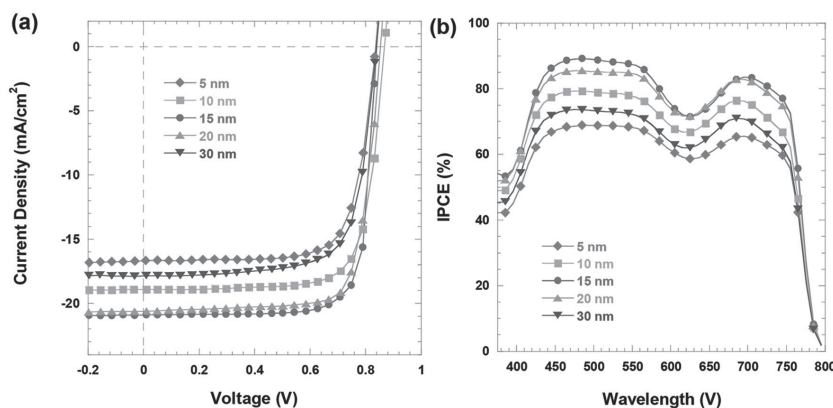 (a)
Current Density (mA/cm²)
0
-5
-10
-15
-20
5 nm
10 nm
15 nm
20 nm
30 nm
-0.2 0 0.2 0.4 0.6 0.8 1
Voltage (V)
(b)
IPCE (%)
100
80
60
40
20
0
5 nm
10 nm
15 nm
20 nm
30 nm
400 450 500 550 600 650 700 750 800
Wavelength (V)